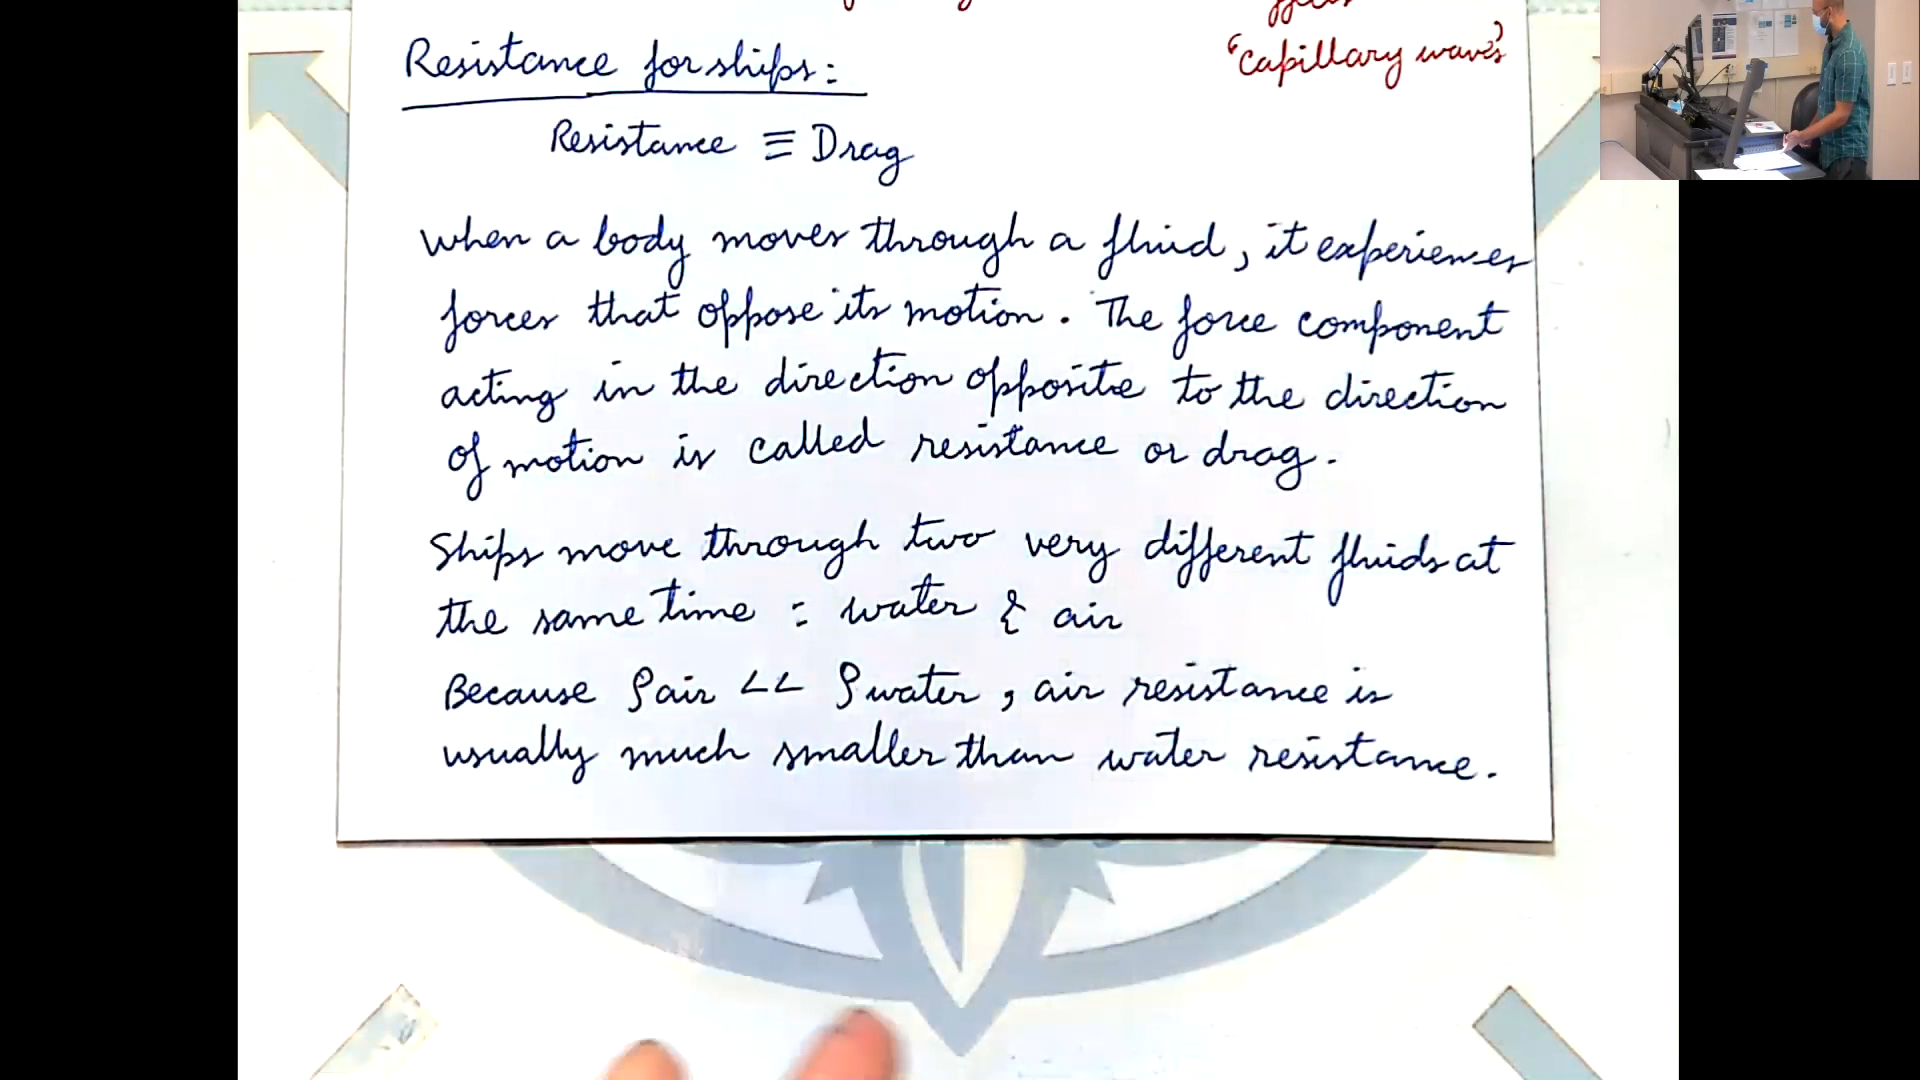 Resistance for ships:
'Capillary waves'
Resistance ≡ Drag
When a body moves through a fluid, it experiences
forces that oppose its motion. The force component
acting in the direction opposite to the direction
of motion is called resistance or drag.
Ships move through two very different fluids at
the same time : water & air
Because ρair << ρwater, air resistance is
usually much smaller than water resistance.